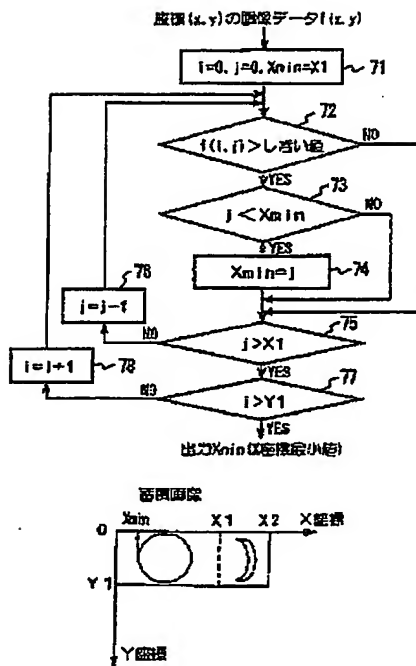 座標(x,y)の画像データf(x,y)
i=0, j=0, Xmin=X1
71
72
f(i,j)>しきい値
NO
YES
73
j<Xmin
NO
YES
76
Xmin=j
74
j=j+1
75
j>X1
NO
i=i+1
78
YES
77
i>Y1
NO
YES
出力Xmin(X座標最小値)
蓄積画像
0
Xmin
X1
X2
X座標
Y1
Y座標